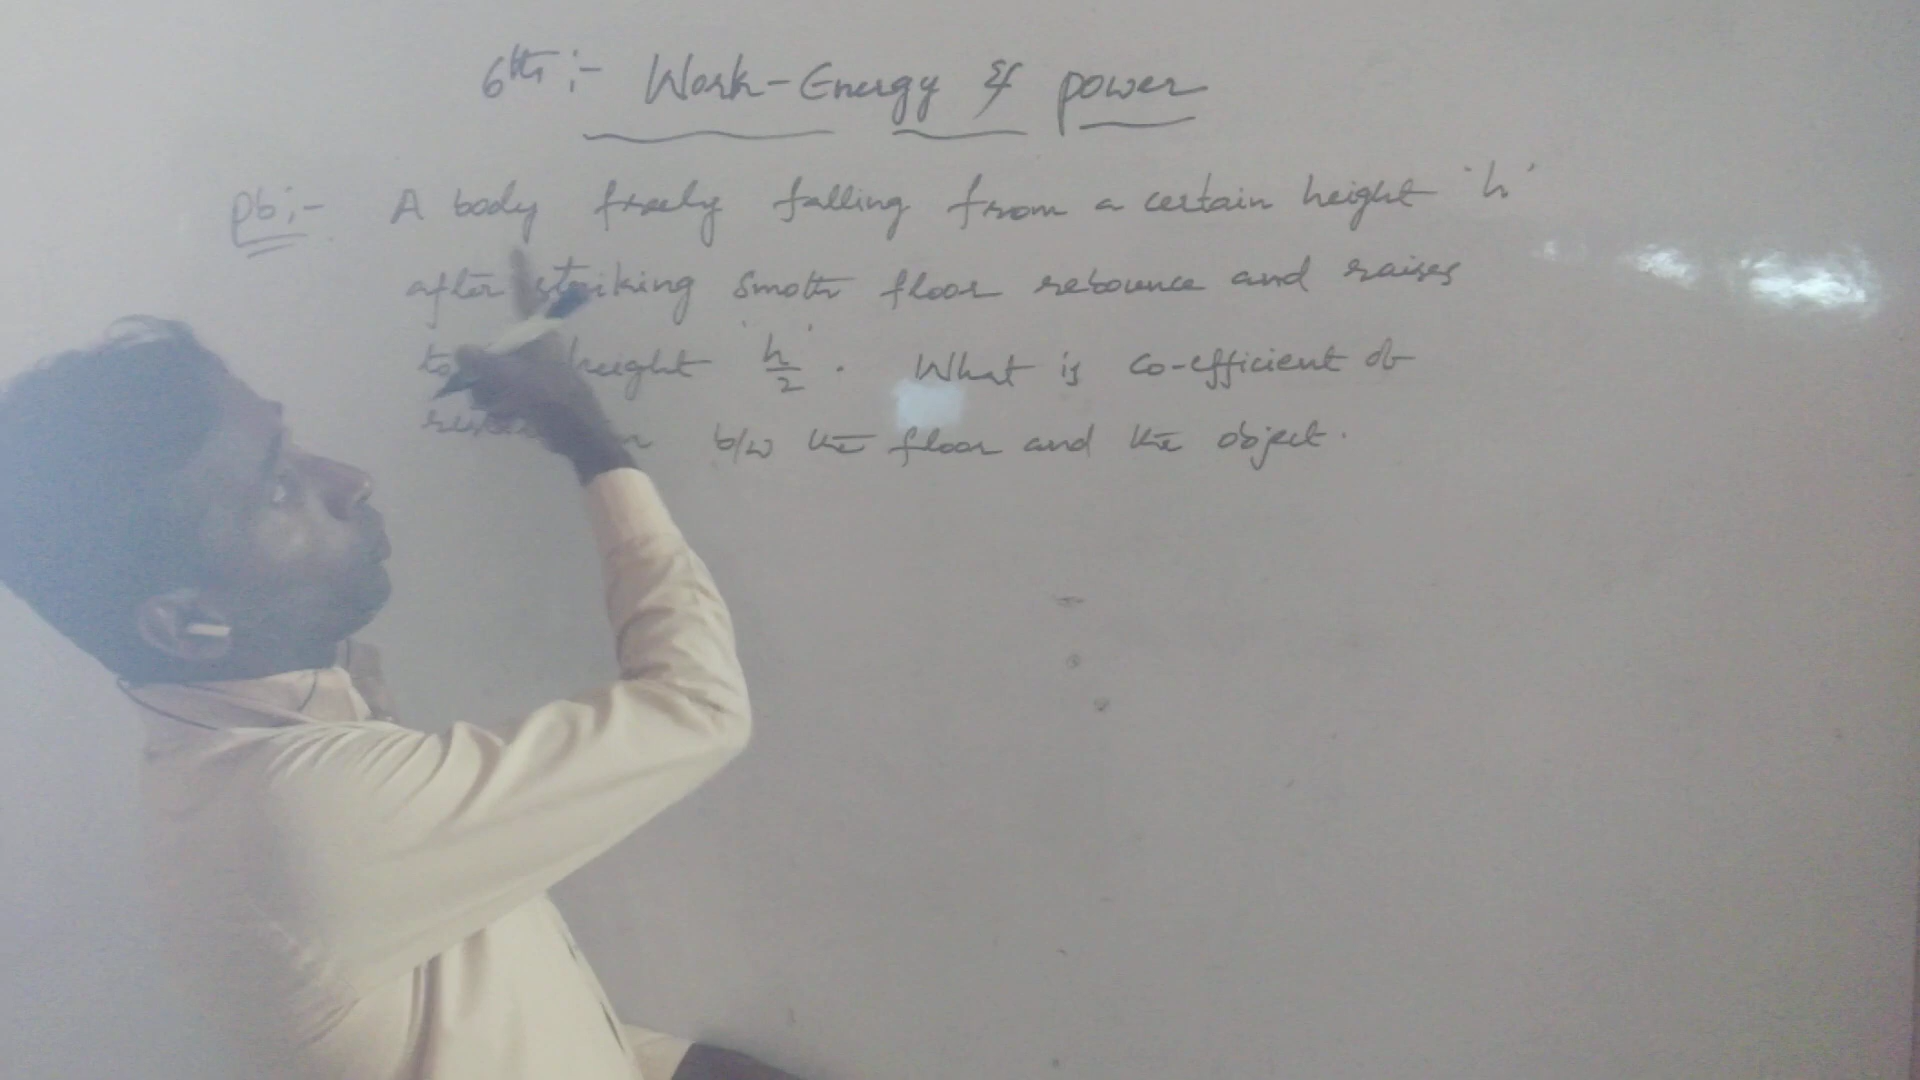 6th :- Work-Energy & power
Pb:- A body freely falling from a certain height 'h'
after striking smoth floor rebounce and raises
to height 'h/2'. What is co-efficient of
b/w the floor and the object.